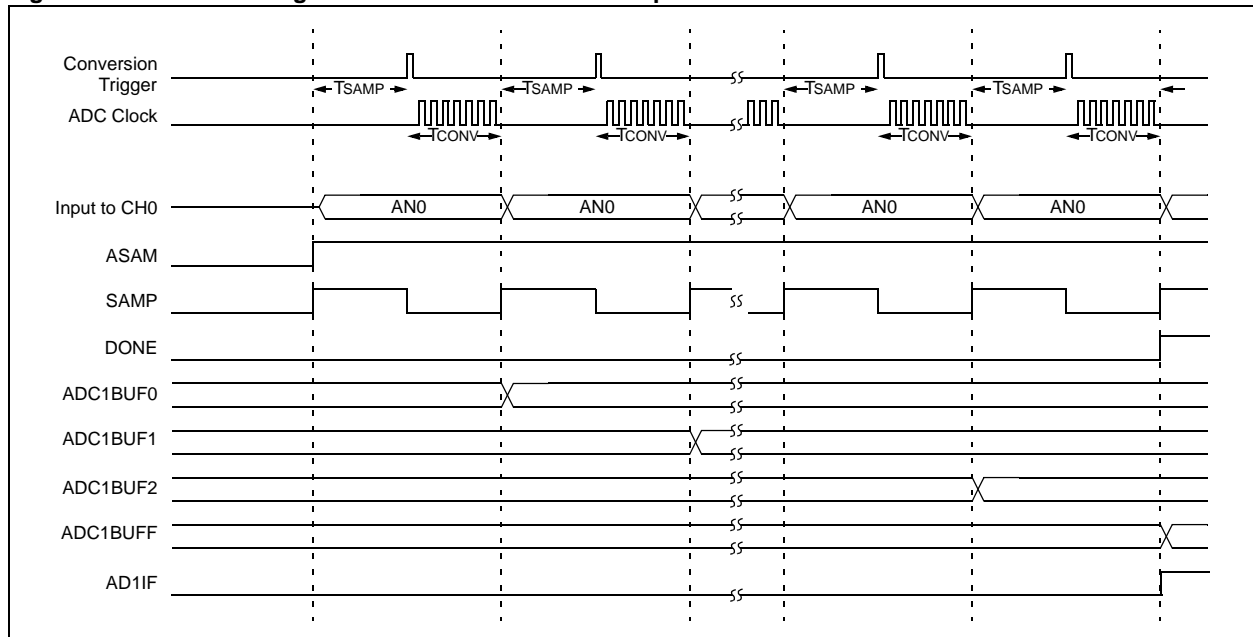 Conversion
Trigger
TSAMP TSAMP TSAMP TSAMP
ADC Clock
TCONV TCONV TCONV TCONV
Input to CH0 AN0 AN0 AN0 AN0
ASAM
SAMP
DONE
ADC1BUF0
ADC1BUF1
ADC1BUF2
ADC1BUFF
AD1IF